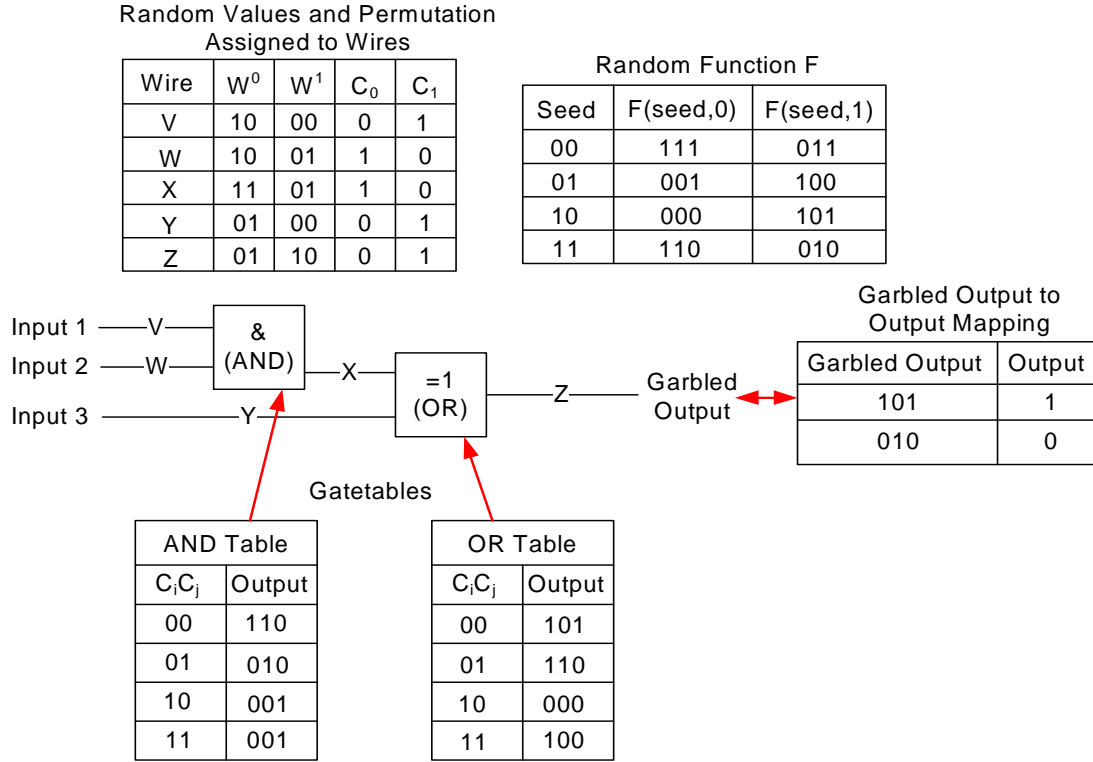 Random Values and Permutation
Assigned to Wires
Wire W⁰ W¹ C₀ C₁
V 10 00 0 1
W 10 01 1 0
X 11 01 1 0
Y 01 00 0 1
Z 01 10 0 1
Random Function F
Seed F(seed,0) F(seed,1)
00 111 011
01 001 100
10 000 101
11 110 010
Input 1 V
Input 2 W
Input 3 Y
&
(AND)
X
=1
(OR)
Z
Garbled
Output
Garbled Output to
Output Mapping
Garbled Output Output
101 1
010 0
Gatetables
AND Table
CᵢCⱼ Output
00 110
01 010
10 001
11 001
OR Table
CᵢCⱼ Output
00 101
01 110
10 000
11 100